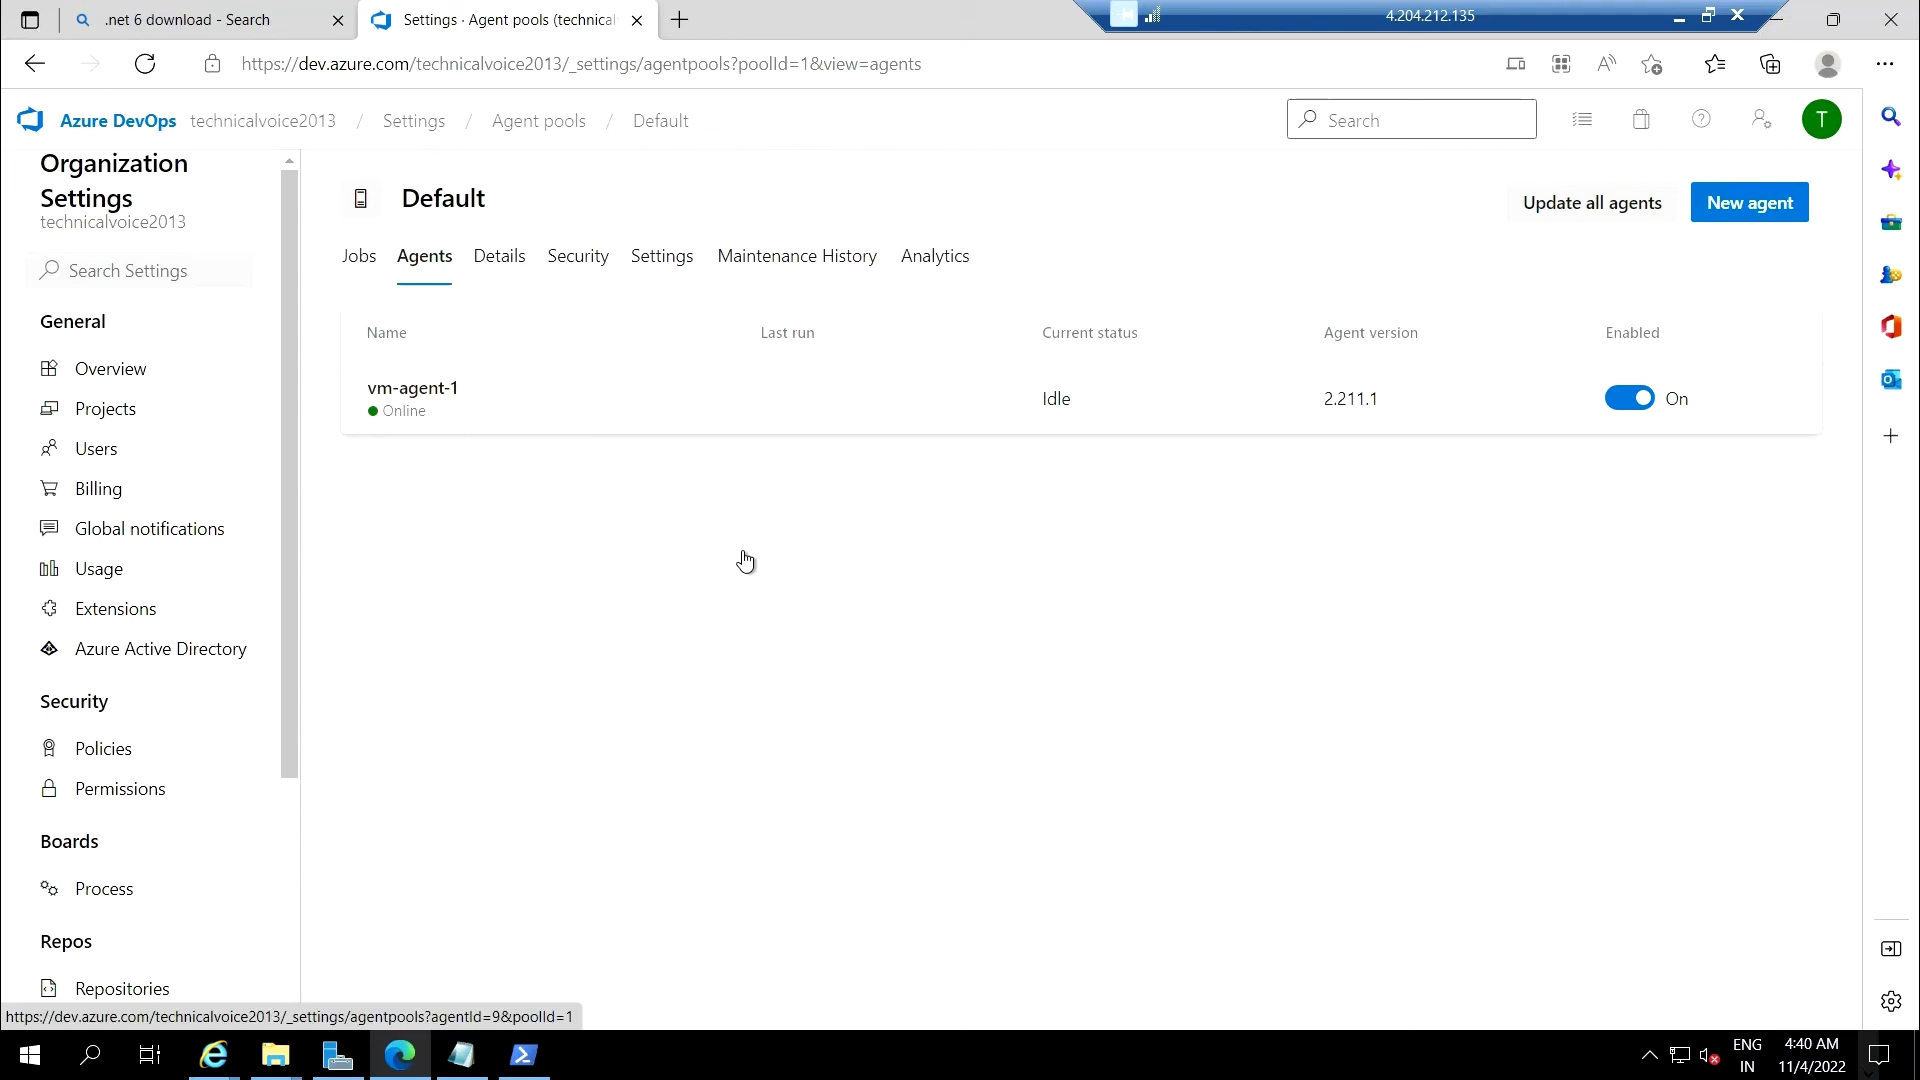 .net 6 download - Search
Settings · Agent pools (technical
4.204.212.135
https://dev.azure.com/technicalvoice2013/_settings/agentpools?poolId=1&view=agents
Azure DevOps technicalvoice2013 / Settings / Agent pools / Default
Search
T
Organization
Settings
technicalvoice2013
Search Settings
General
Overview
Projects
Users
Billing
Global notifications
Usage
Extensions
Azure Active Directory
Security
Policies
Permissions
Boards
Process
Repos
Repositories
Default
Update all agents
New agent
Jobs Agents Details Security Settings Maintenance History Analytics
Name Last run Current status Agent version Enabled
vm-agent-1
Online
Idle
2.211.1
On
https://dev.azure.com/technicalvoice2013/_settings/agentpools?agentId=9&poolId=1
ENG
IN
4:40 AM
11/4/2022